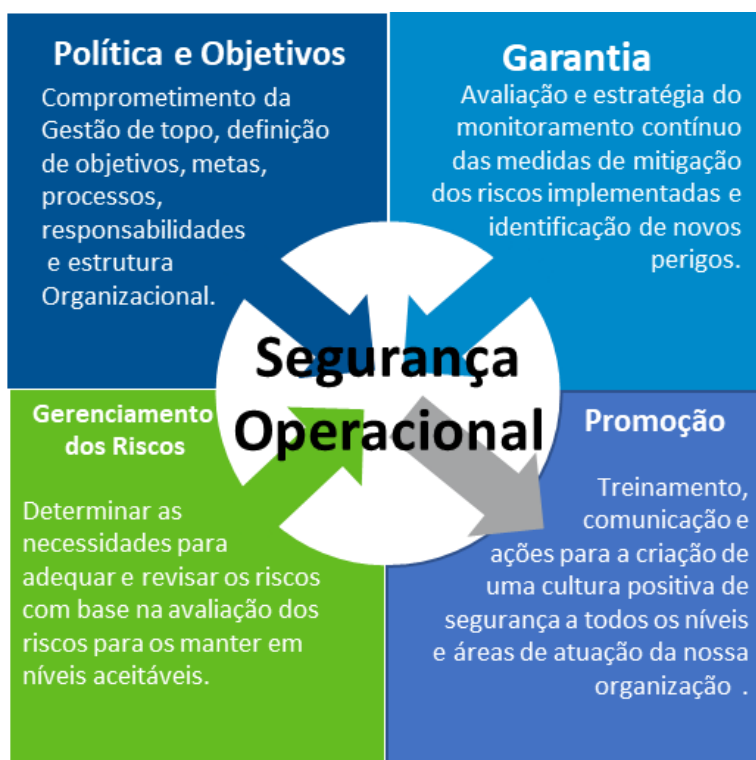 Política e Objetivos
Comprometimento da
Gestão de topo, definição
de objetivos, metas,
processos,
responsabilidades
e estrutura
Organizacional.
Garantia
Avaliação e estratégia do
monitoramento contínuo
das medidas de mitigação
dos riscos implementadas e
identificação de novos
perigos.
Segurança
Operacional
Gerenciamento
dos Riscos
Determinar as
necessidades para
adequar e revisar os riscos
com base na avaliação dos
riscos para os manter em
níveis aceitáveis.
Promoção
Treinamento,
comunicação e
ações para a criação de
uma cultura positiva de
segurança a todos os níveis
e áreas de atuação da nossa
organização .